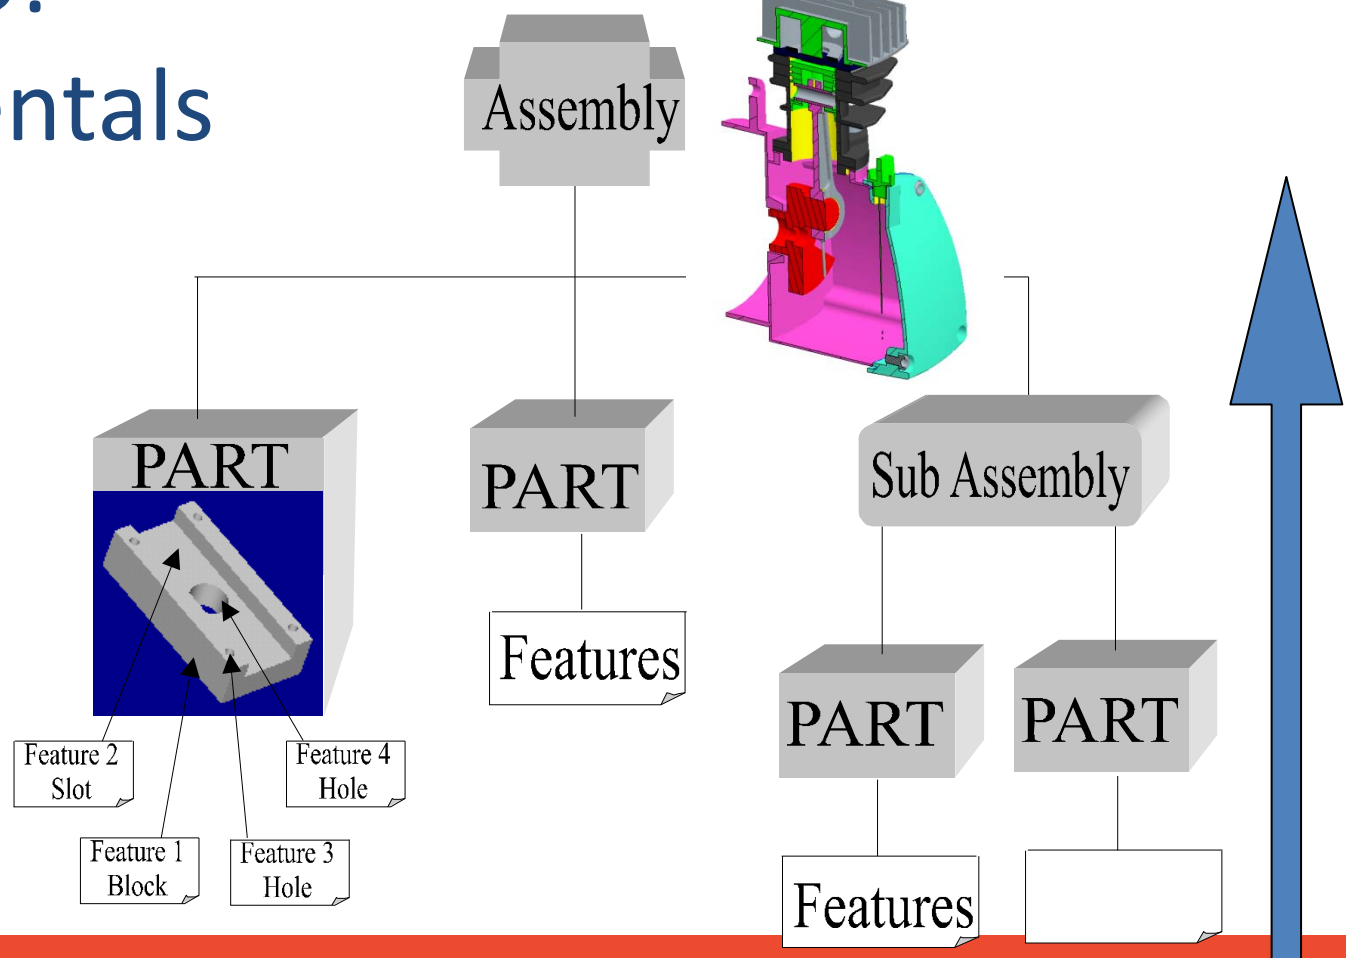 entals
Assembly
PART
PART
Sub Assembly
Features
PART
PART
Feature 2
Slot
Feature 4
Hole
Feature 1
Block
Feature 3
Hole
Features